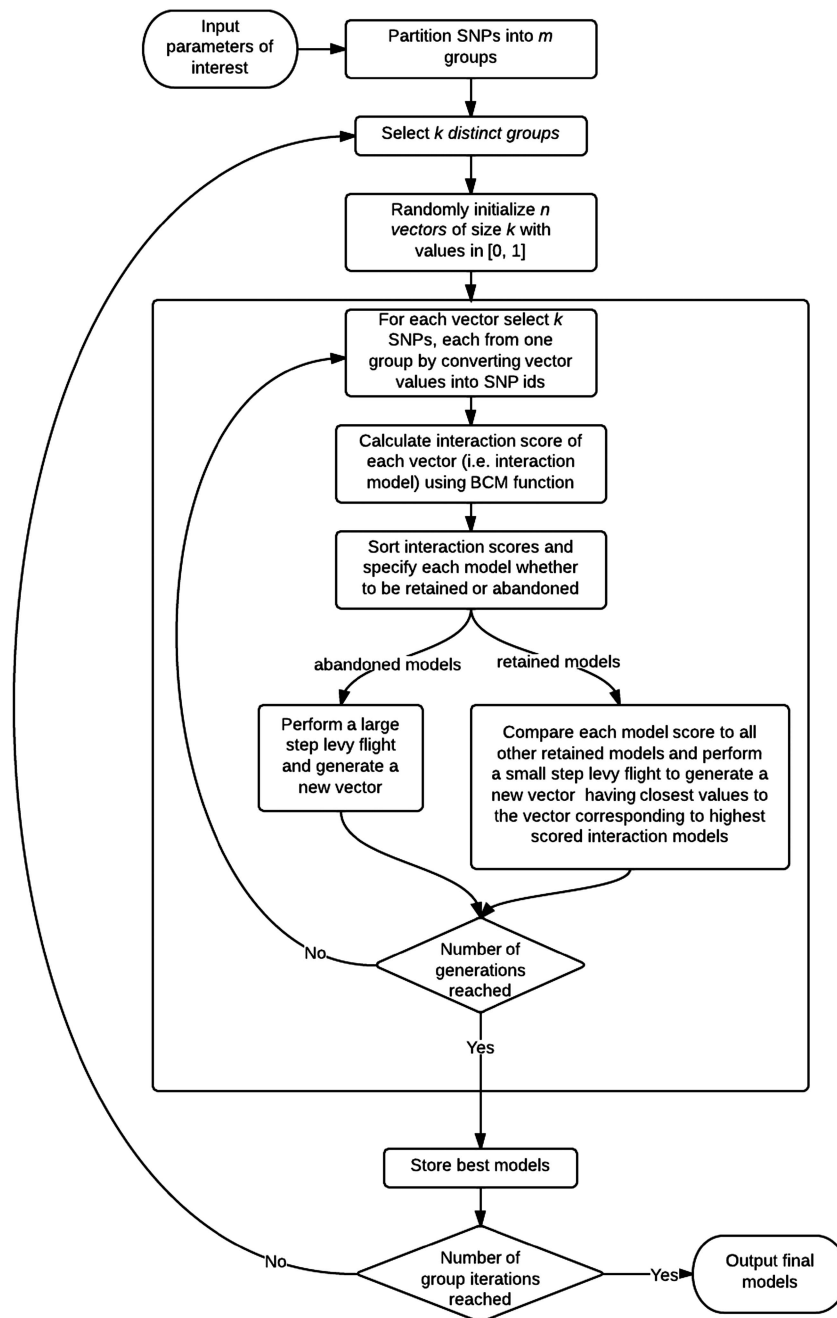 Input
parameters of
interest
Partition SNPs into m
groups
Select k distinct groups
Randomly initialize n
vectors of size k with
values in [0, 1]
For each vector select k
SNPs, each from one
group by converting vector
values into SNP ids
Calculate interaction score of
each vector (i.e. interaction
model) using BCM function
Sort interaction scores and
specify each model whether
to be retained or abandoned
abandoned models
retained models
Perform a large
step levy flight
and generate a
new vector
Compare each model score to all
other retained models and perform
a small step levy flight to generate a
new vector having closest values to
the vector corresponding to highest
scored interaction models
No
Number of
generations
reached
Yes
Store best models
No
Number of
group iterations
reached
Yes
Output final
models